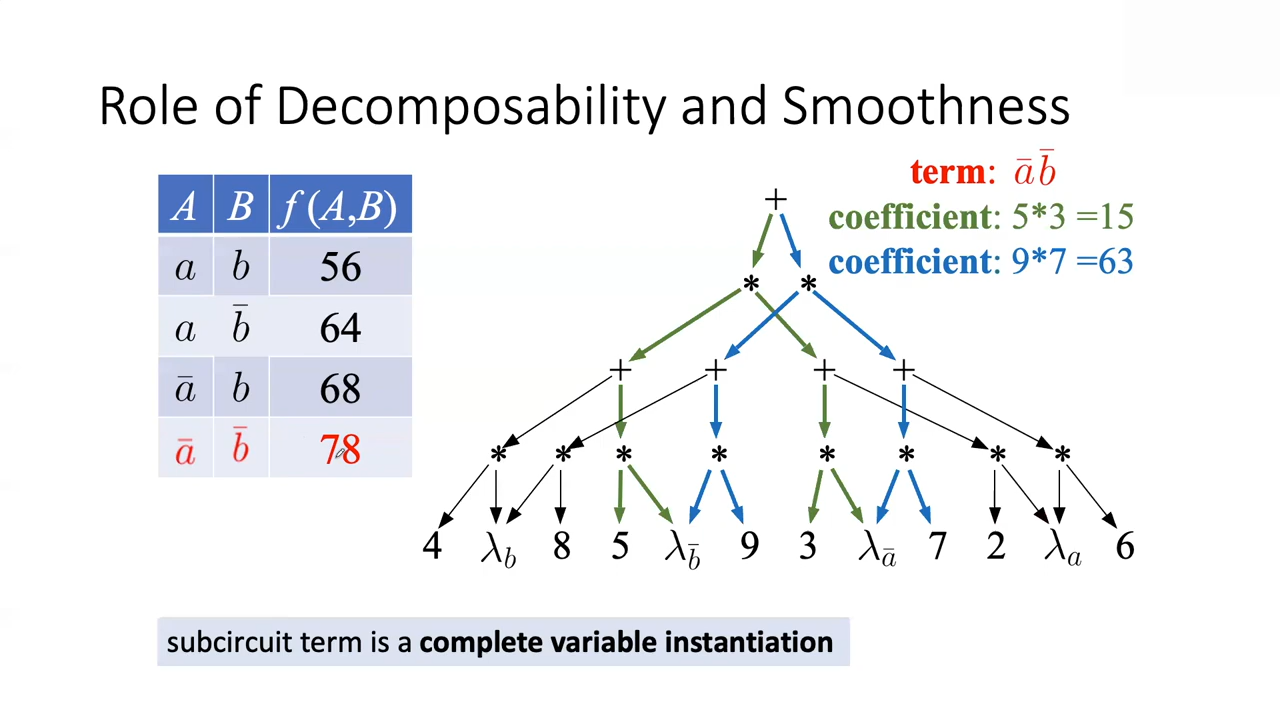 Role of Decomposability and Smoothness
A B f(A,B)
a b 56
a b̄ 64
ā b 68
ā b̄ 78
term: ā b̄
coefficient: 5*3 =15
coefficient: 9*7 =63
+
* *
+ + + +
* * * * * * * *
4 λb 8 5 λb̄ 9 3 λā 7 2 λa 6
subcircuit term is a complete variable instantiation